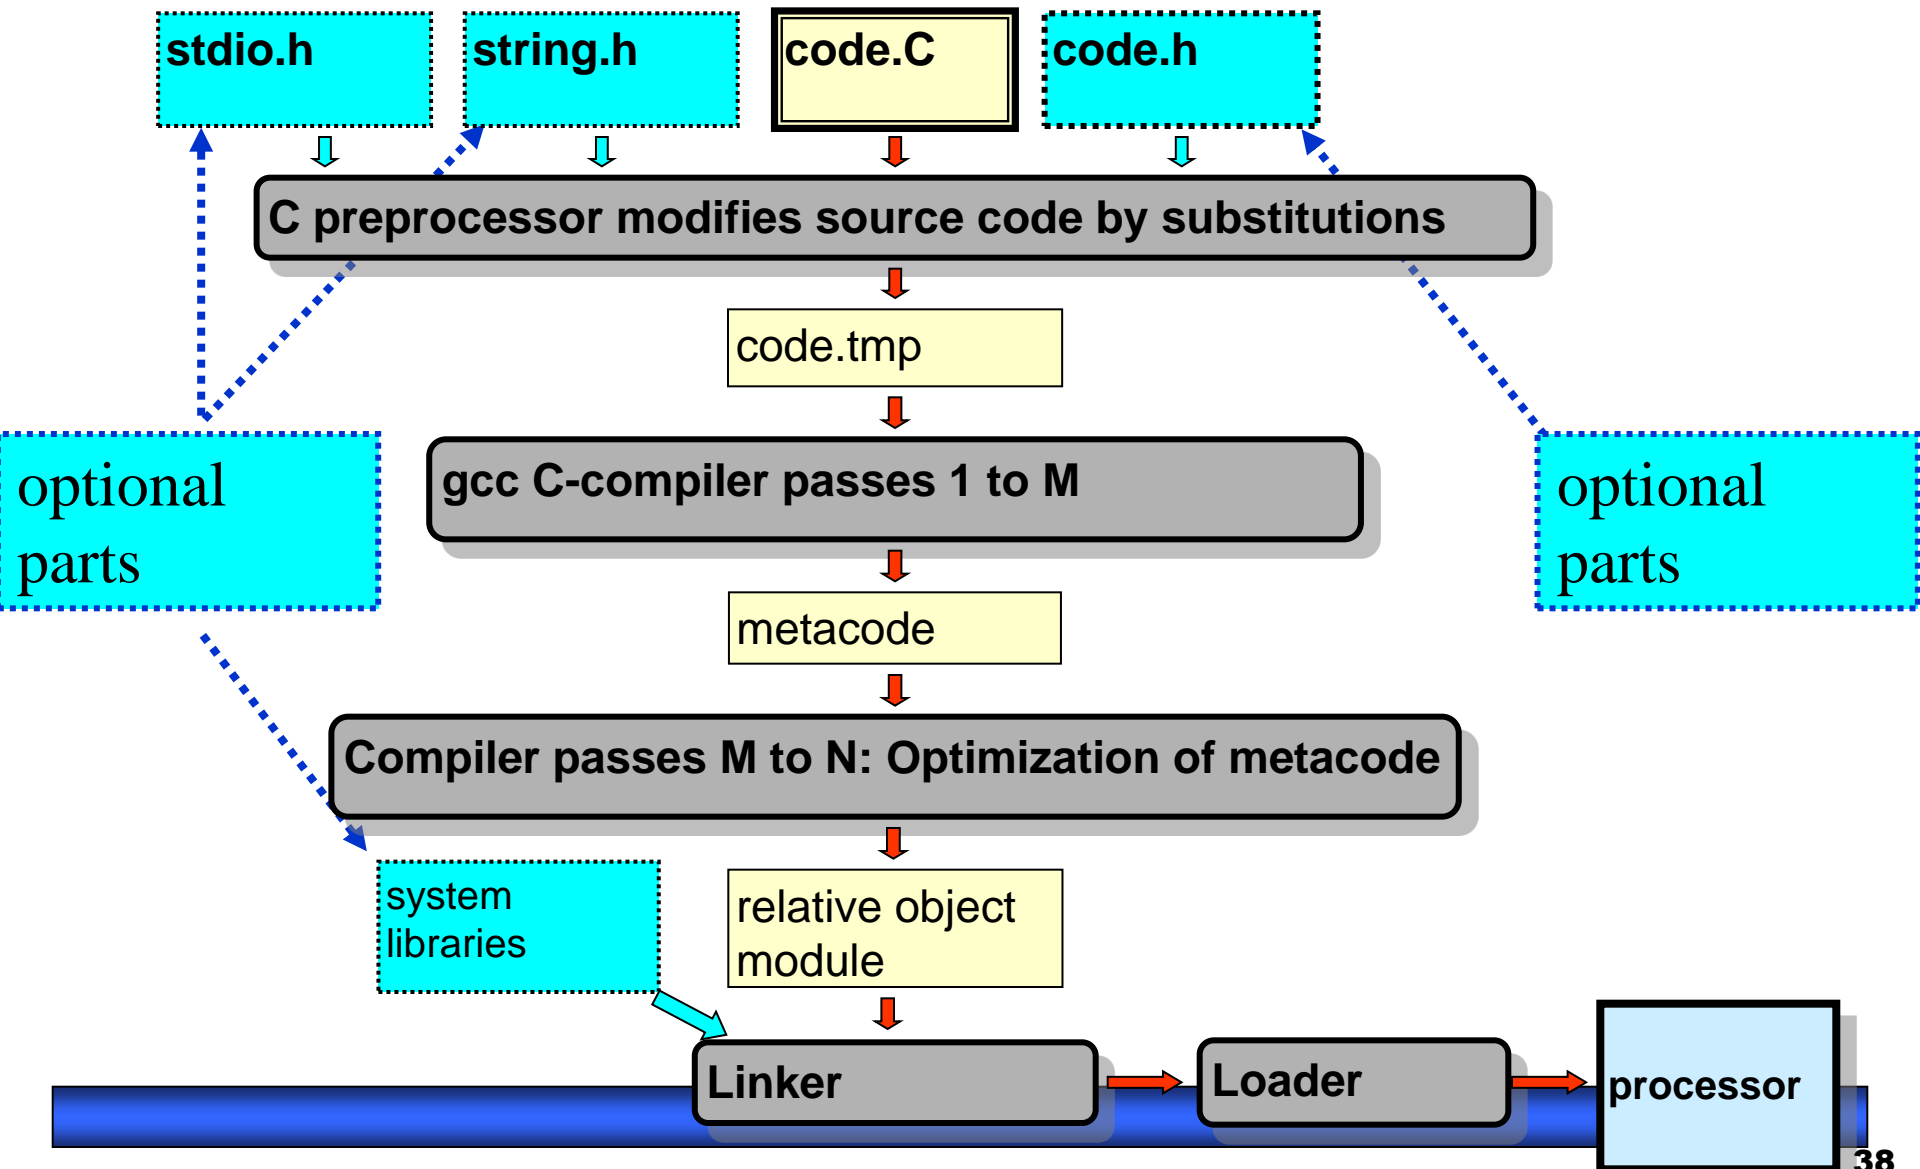 stdio.h
string.h
code.C
code.h
C preprocessor modifies source code by substitutions
code.tmp
optional
parts
gcc C-compiler passes 1 to M
optional
parts
metacode
Compiler passes M to N: Optimization of metacode
system
libraries
relative object
module
Linker
Loader
processor
38